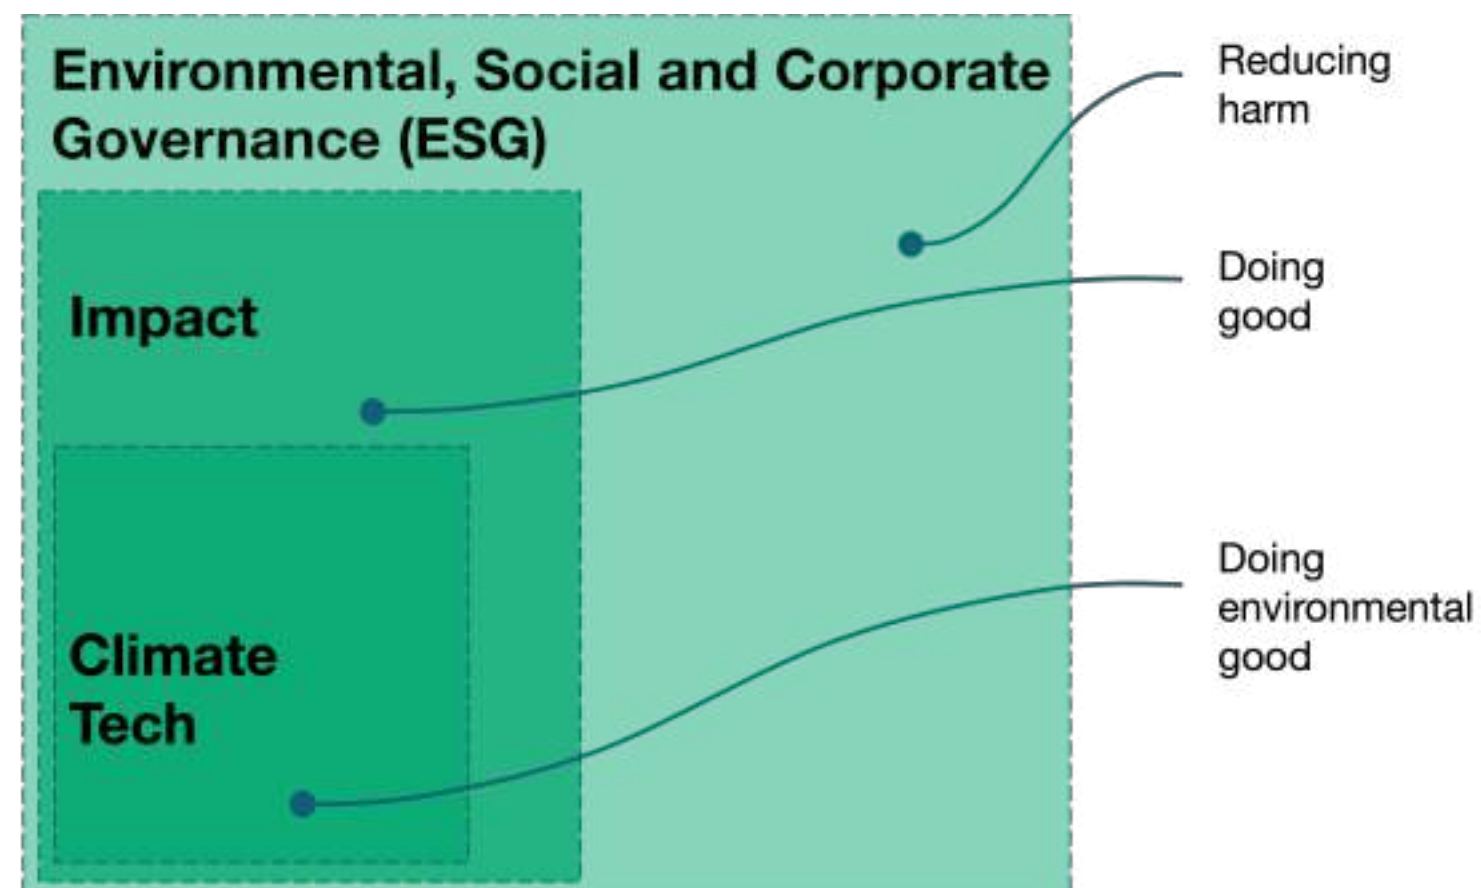 Environmental, Social and Corporate
Governance (ESG)
Reducing
harm
Doing
good
Impact
Doing
environmental
good
Climate
Tech